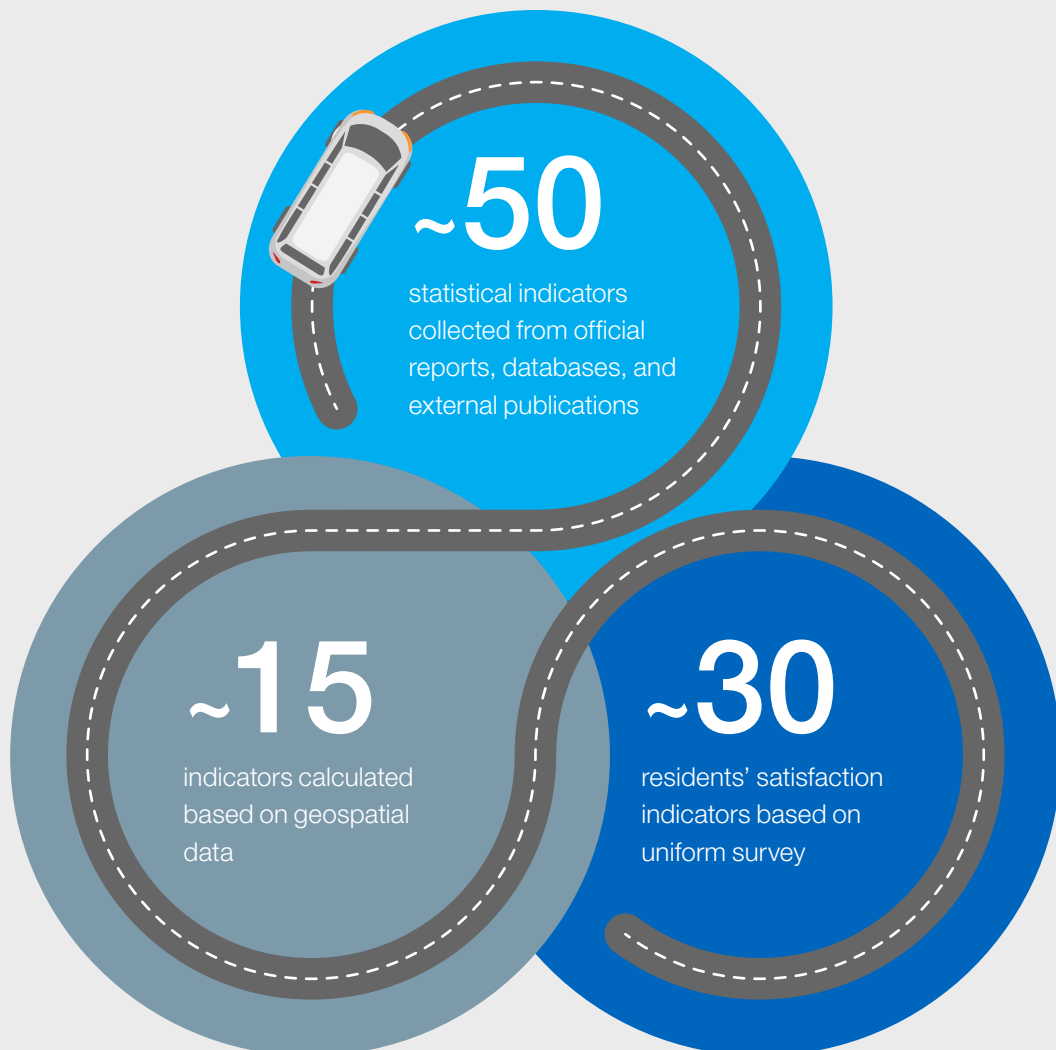 ~50
statistical indicators
collected from official
reports, databases, and
external publications
~15
indicators calculated
based on geospatial
data
~30
residents’ satisfaction
indicators based on
uniform survey